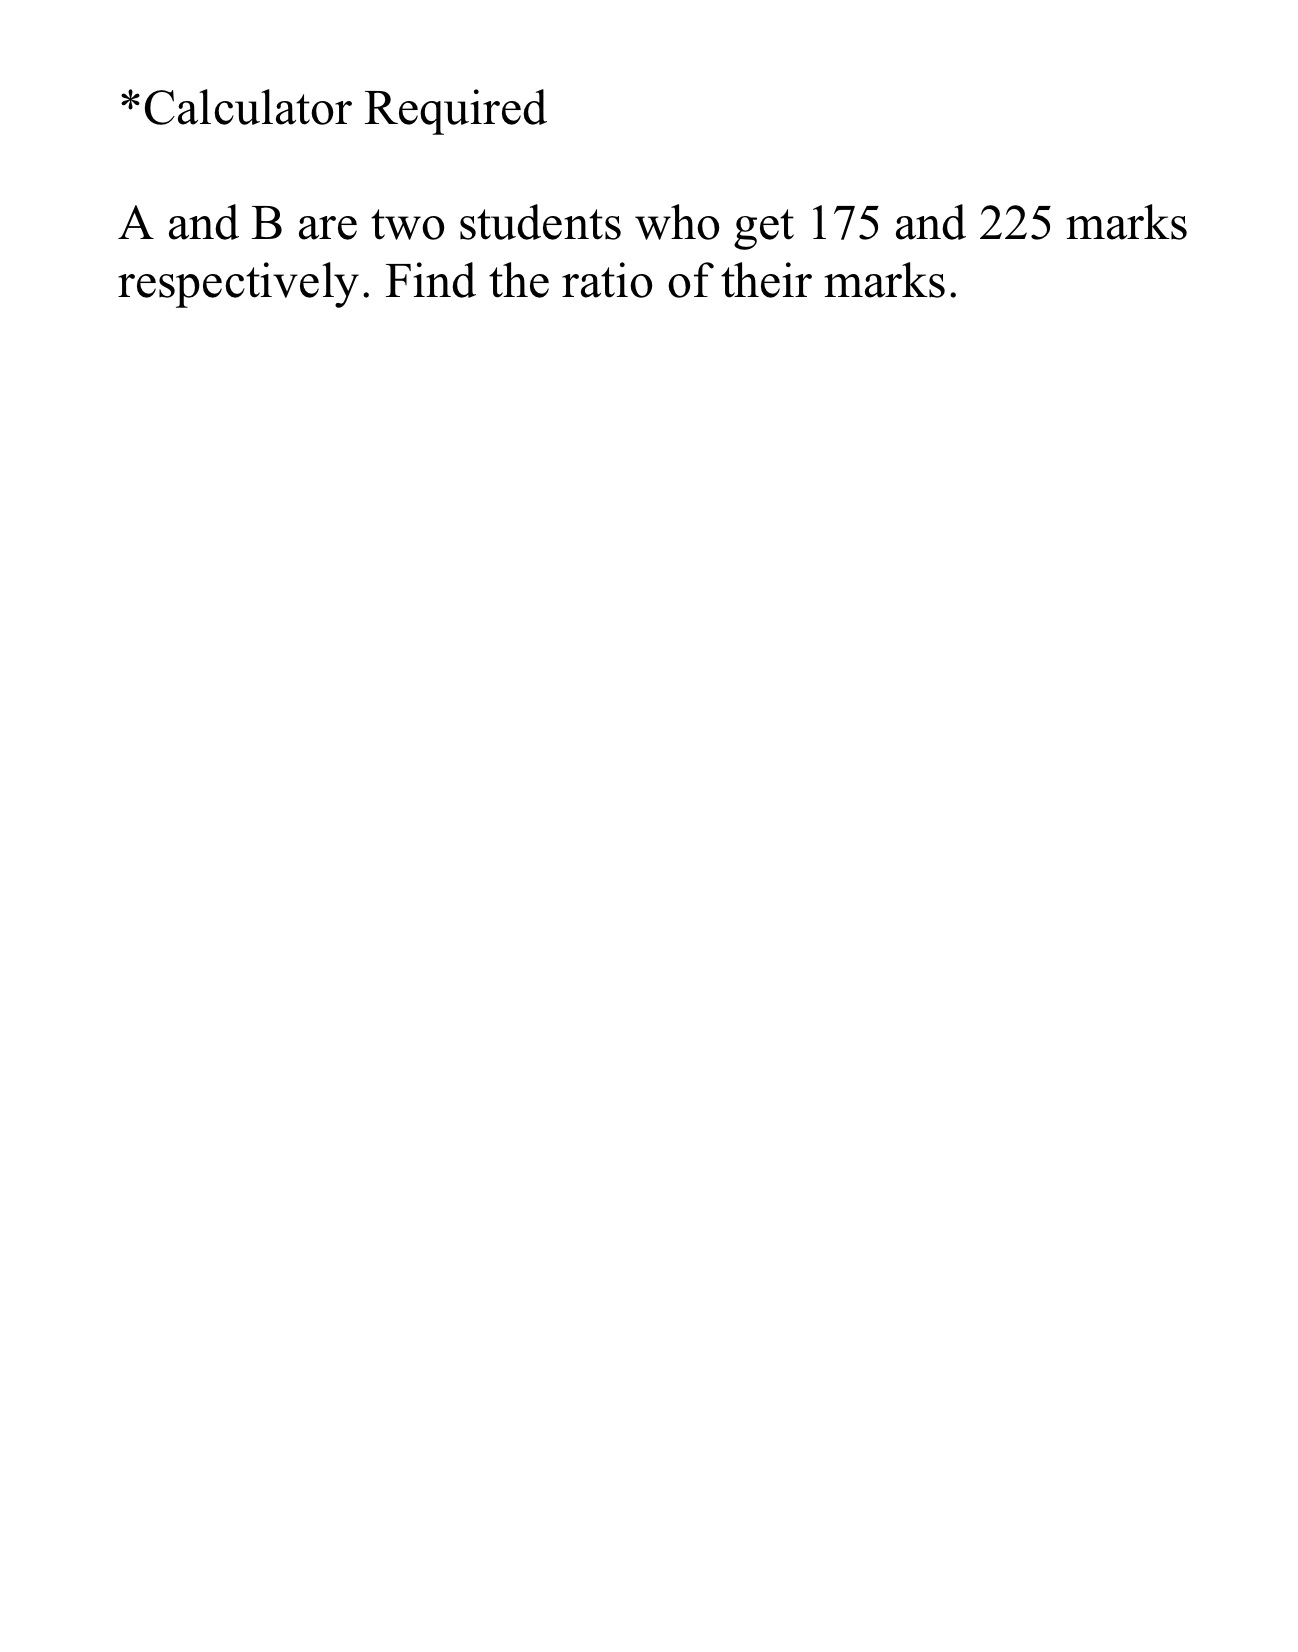 *Calculator Required
A and B are two students who get 175 and 225 marks
respectively. Find the ratio of their marks.